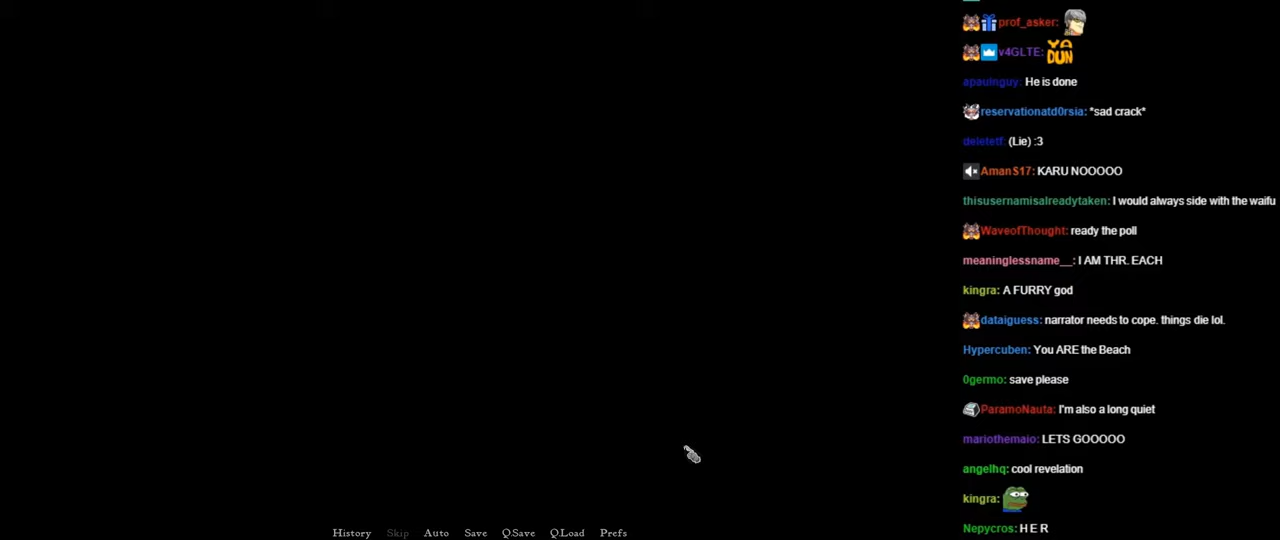 prof_asker:
v4GLTE: YA DUN
apauinguy: He is done
reservationatd0rsia: *sad crack*
deletetf: (Lie) :3
AmanS17: KARU NOOOOO
thisusernamisalreadytaken: I would always side with the waifu
WaveofThought: ready the poll
meaninglessname__: I AM THR. EACH
kingra: A FURRY god
dataiguess: narrator needs to cope. things die lol.
Hypercuben: You ARE the Beach
0germo: save please
ParamoNauta: I'm also a long quiet
mariothemaio: LETS GOOOOO
angelhq: cool revelation
kingra:
Nepycros: H E R
History Skip Auto Save Q.Save Q.Load Prefs